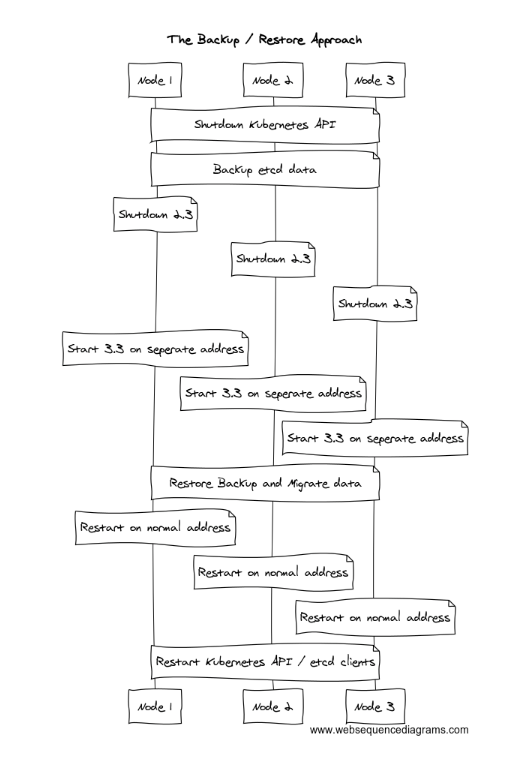 The Backup / Restore Approach
Node 1 Node 2 Node 3
Shutdown Kubernetes API
Backup etcd data
Shutdown 2.3
Shutdown 2.3
Shutdown 2.3
Start 3.3 on seperate address
Start 3.3 on seperate address
Start 3.3 on seperate address
Restore Backup and Migrate data
Restart on normal address
Restart on normal address
Restart on normal address
Restart Kubernetes API / etcd clients
Node 1 Node 2 Node 3
www.websequencediagrams.com